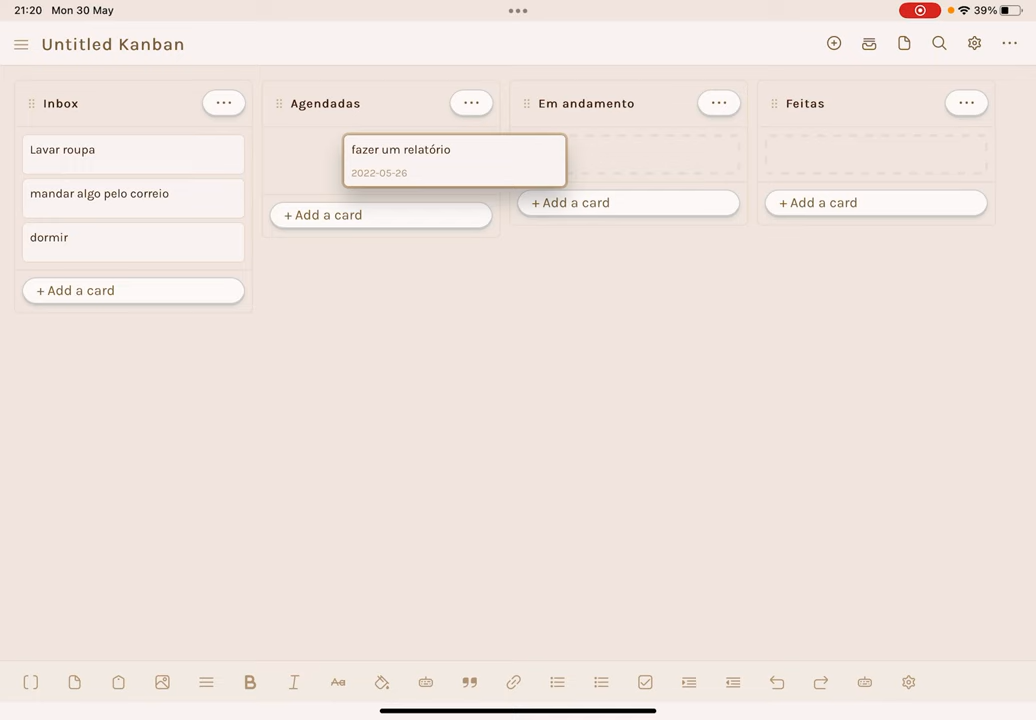 21:20 Mon 30 May
39%
Untitled Kanban
Inbox
Lavar roupa
mandar algo pelo correio
dormir
+ Add a card
Agendadas
fazer um relatório
2022-05-26
+ Add a card
Em andamento
+ Add a card
Feitas
+ Add a card
B
I
Aa